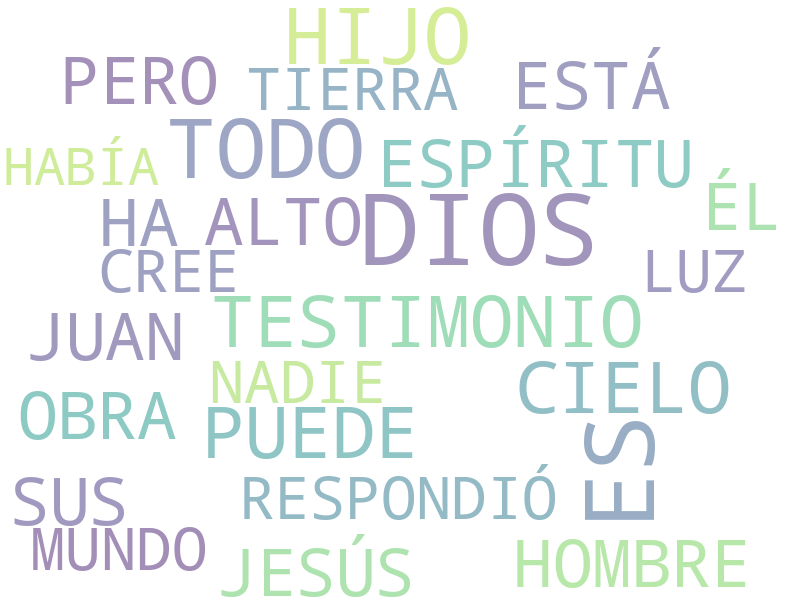 HIJO
PERO TIERRA ESTÁ
TODO ESPÍRITU
HABÍA
HA ALTO DIOS ÉL
CREE LUZ
JUAN TESTIMONIO
NADIE CIELO
OBRA PUEDE ES
SUS RESPONDIÓ
MUNDO JESÚS HOMBRE